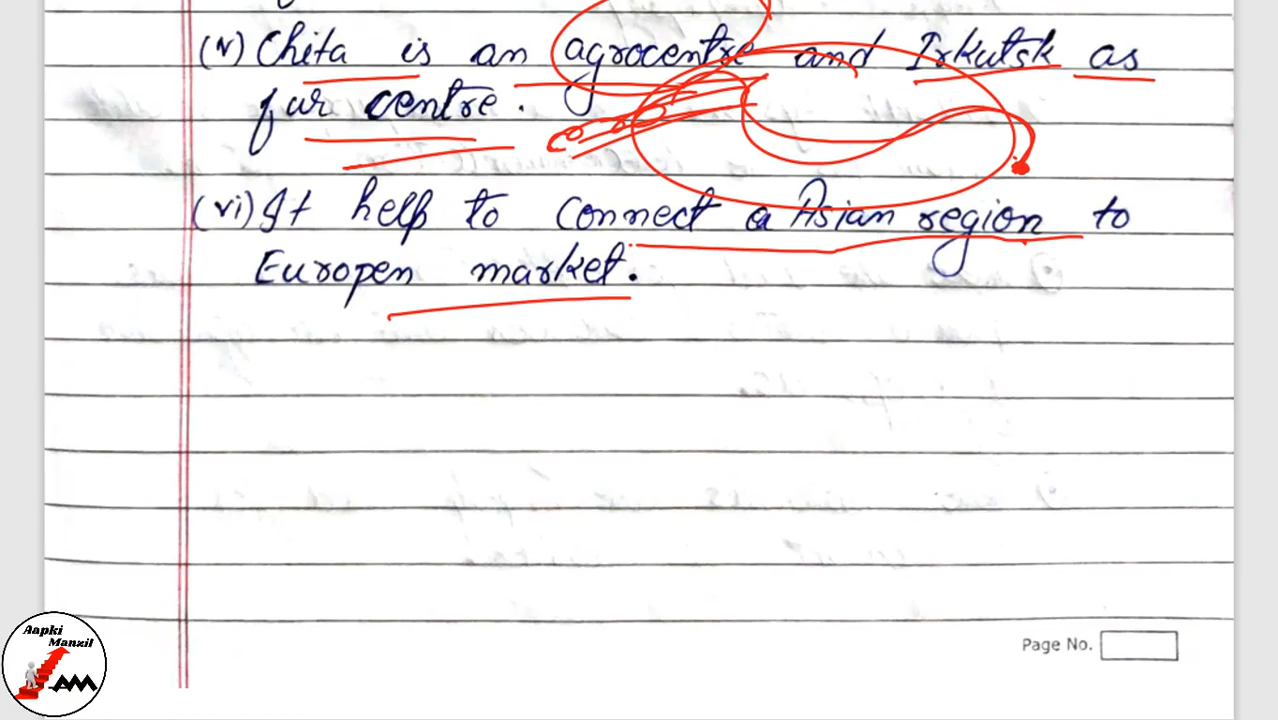 (v) Chita is an agrocentre and Irkutsk as
fur centre.
(vi) It help to connect a Asian region to
Europen market.
Page No.
Aapki
Manzil
AM